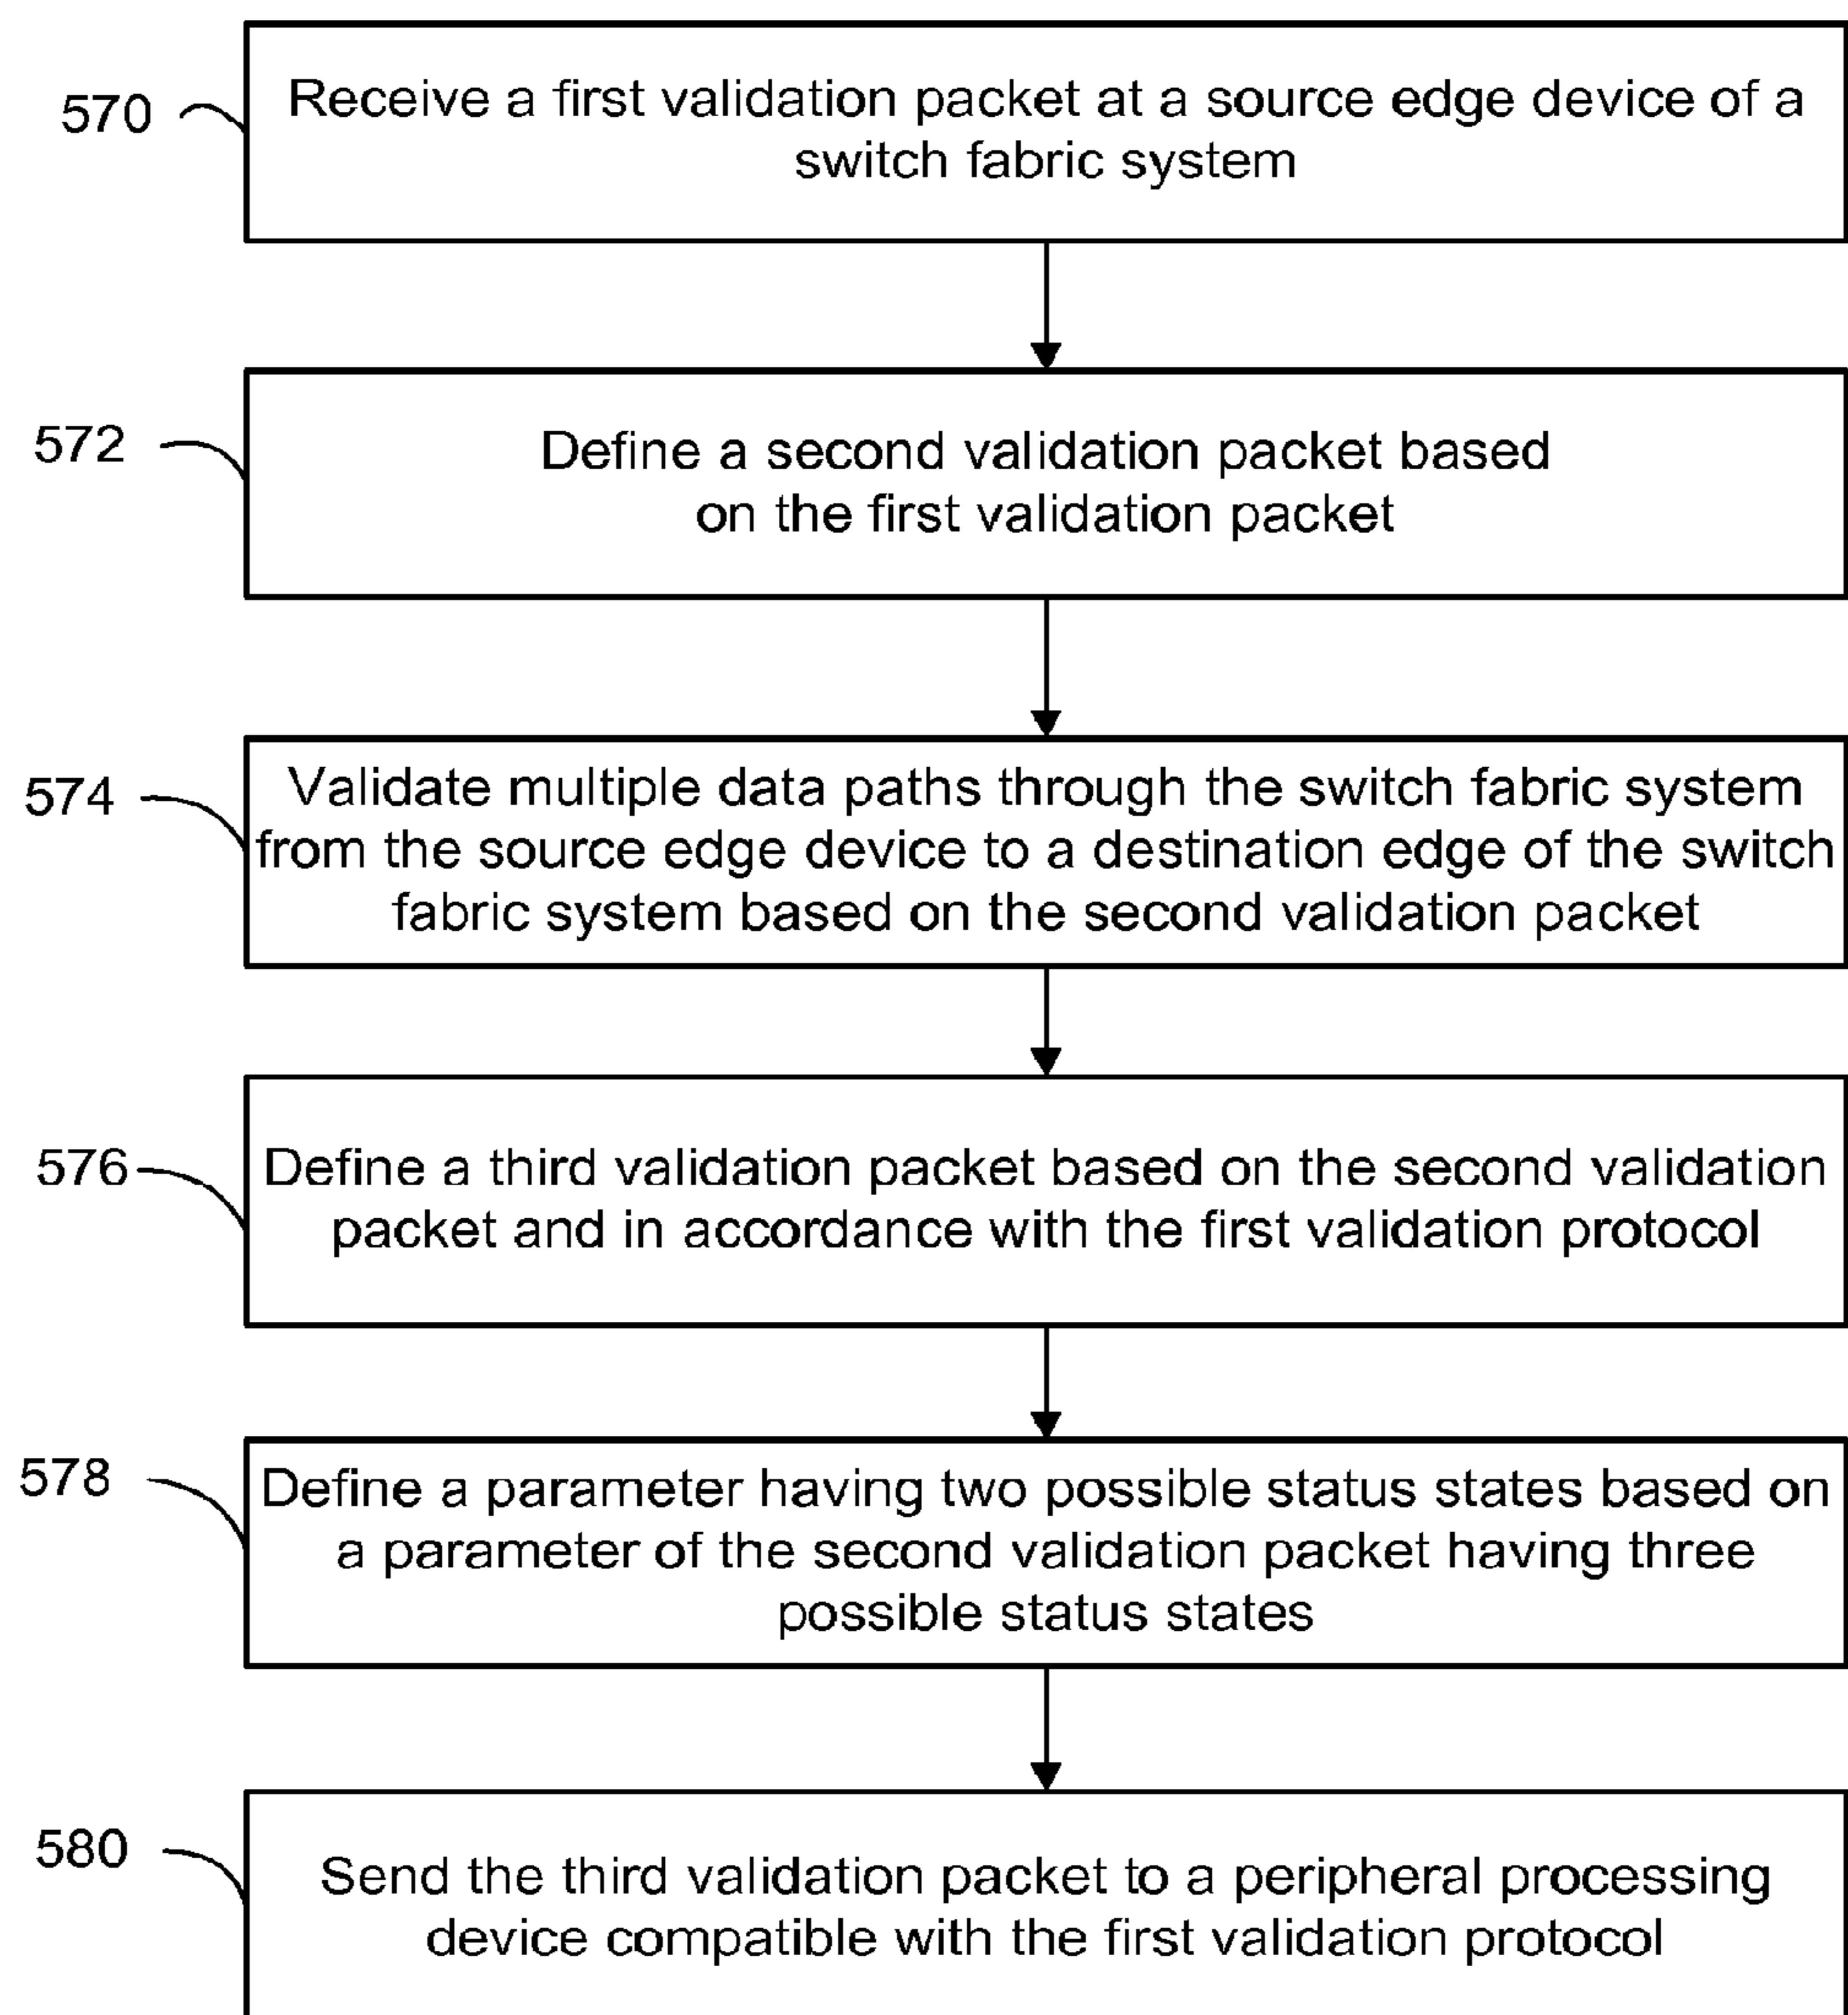 570
Receive a first validation packet at a source edge device of a
switch fabric system
572
Define a second validation packet based
on the first validation packet
574
Validate multiple data paths through the switch fabric system
from the source edge device to a destination edge of the switch
fabric system based on the second validation packet
576
Define a third validation packet based on the second validation
packet and in accordance with the first validation protocol
578
Define a parameter having two possible status states based on
a parameter of the second validation packet having three
possible status states
580
Send the third validation packet to a peripheral processing
device compatible with the first validation protocol